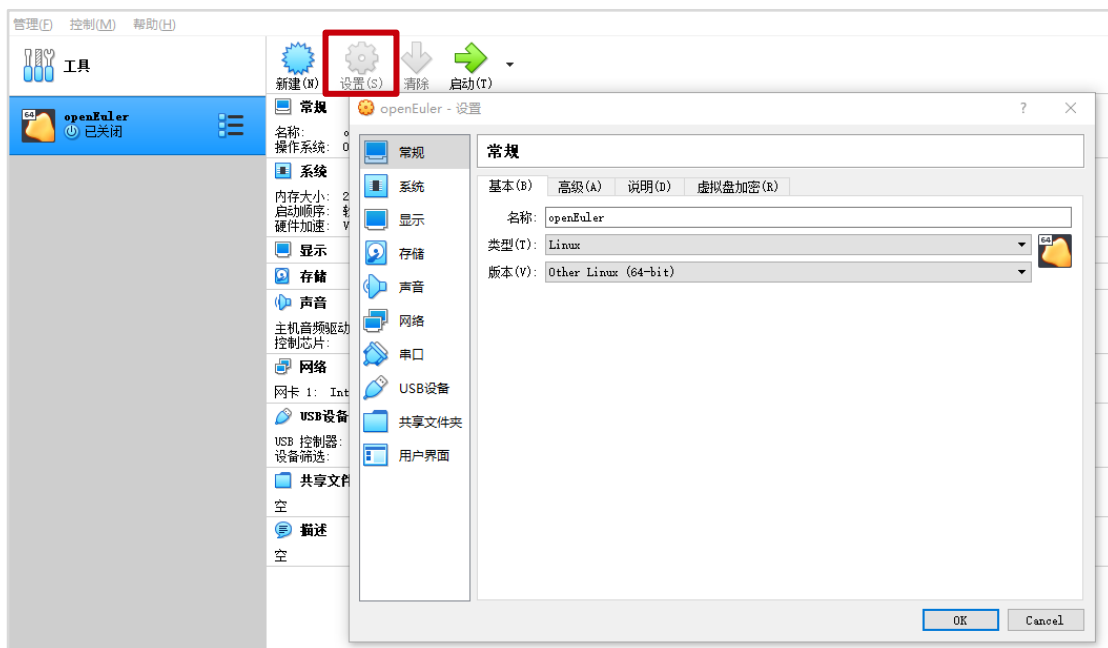 管理(F) 控制(M) 帮助(H)
工具
新建(N) 设置(S) 清除 启动(T)
64 openEuler
已关闭
常规
名称: o
操作系统: O
系统
内存大小: 2
启动顺序: 软
硬件加速: V
显示
存储
声音
主机音频驱动
控制芯片:
网络
网卡 1: Int
USB设备
USB 控制器:
设备筛选:
共享文件
空
描述
空
openEuler - 设置 ? ×
常规
系统
显示
存储
声音
网络
串口
USB设备
共享文件夹
用户界面
常规
基本(B) 高级(A) 说明(D) 虚拟盘加密(R)
名称: openEuler
类型(T): Linux
版本(V): Other Linux (64-bit)
64
OK Cancel